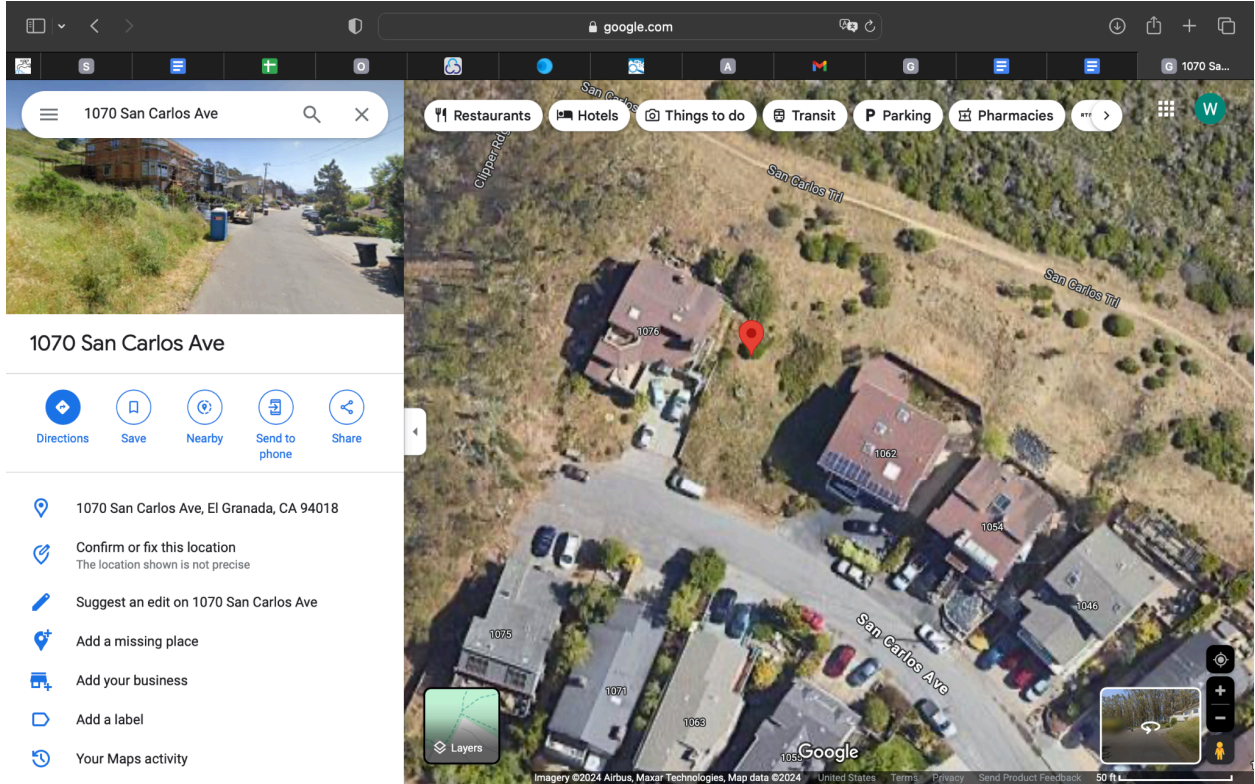 google.com
S
O
A
G
G 1070 Sa...
1070 San Carlos Ave
Restaurants
Hotels
Things to do
Transit
P Parking
Pharmacies
W
1070 San Carlos Ave
Directions
Save
Nearby
Send to
phone
Share
1070 San Carlos Ave, El Granada, CA 94018
Confirm or fix this location
The location shown is not precise
Suggest an edit on 1070 San Carlos Ave
Add a missing place
Add your business
Add a label
Your Maps activity
San Carlos
Clipper Rdg
San Carlos Trl
San Carlos Trl
1076
1062
1054
1046
1075
1071
1063
1055
San Carlos Ave
Layers
Google
Imagery ©2024 Airbus, Maxar Technologies, Map data ©2024 United States Terms Privacy Send Product Feedback 50 ft